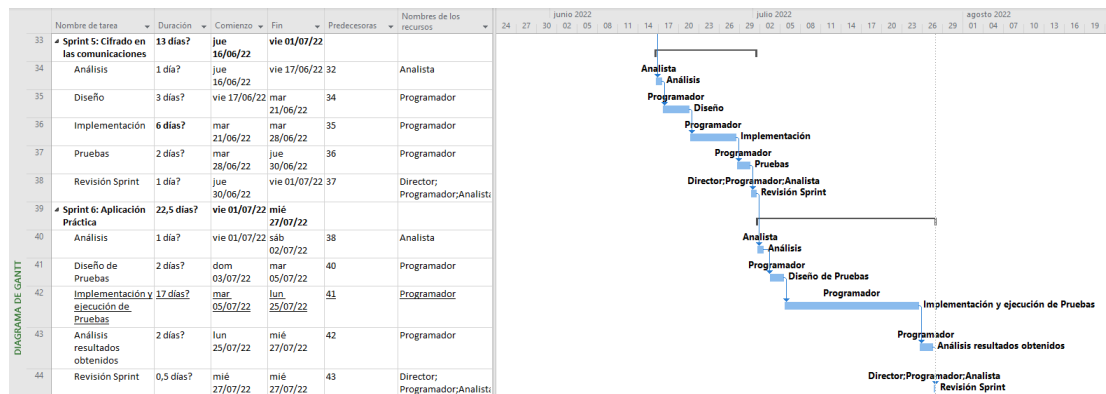 junio 2022 julio 2022 agosto 2022
Nombre de tarea Duración Comienzo Fin Predecesoras Nombres de los recursos
24 27 30 02 05 08 11 14 17 20 23 26 29 02 05 08 11 14 17 20 23 26 29 01 04 07 10 13 16 19
33 Sprint 5: Cifrado en las comunicaciones 13 días? jue 16/06/22 vie 01/07/22
34 Análisis 1 día? jue 16/06/22 vie 17/06/22 32 Analista
35 Diseño 3 días? vie 17/06/22 mar 21/06/22 34 Programador
36 Implementación 6 días? mar 21/06/22 mar 28/06/22 35 Programador
37 Pruebas 2 días? mar 28/06/22 jue 30/06/22 36 Programador
38 Revisión Sprint 1 día? jue 30/06/22 vie 01/07/22 37 Director; Programador;Analista
39 Sprint 6: Aplicación Práctica 22,5 días? vie 01/07/22 mié 27/07/22
40 Análisis 1 día? vie 01/07/22 sáb 02/07/22 38 Analista
41 Diseño de Pruebas 2 días? dom 03/07/22 mar 05/07/22 40 Programador
42 Implementación y ejecución de Pruebas 17 días? mar 05/07/22 lun 25/07/22 41 Programador
43 Análisis resultados obtenidos 2 días? lun 25/07/22 mié 27/07/22 42 Programador
44 Revisión Sprint 0,5 días? mié 27/07/22 mié 27/07/22 43 Director; Programador;Analista
DIAGRAMA DE GANTT
Analista
Análisis
Programador
Diseño
Programador
Implementación
Programador
Pruebas
Director;Programador;Analista
Revisión Sprint
Analista
Análisis
Programador
Diseño de Pruebas
Programador
Implementación y ejecución de Pruebas
Programador
Análisis resultados obtenidos
Director;Programador;Analista
Revisión Sprint